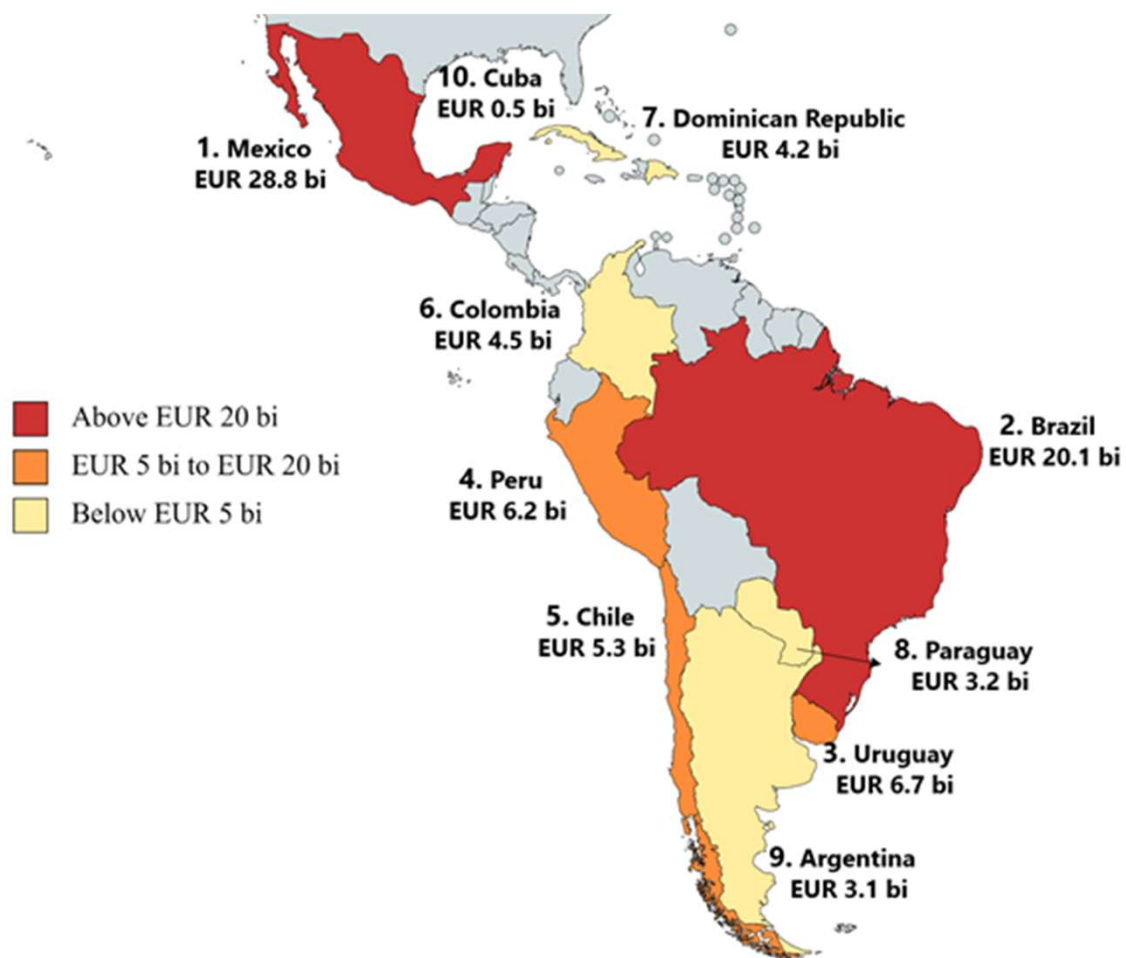 10. Cuba
EUR 0.5 bi
7. Dominican Republic
EUR 4.2 bi
1. Mexico
EUR 28.8 bi
6. Colombia
EUR 4.5 bi
Above EUR 20 bi
EUR 5 bi to EUR 20 bi
Below EUR 5 bi
2. Brazil
EUR 20.1 bi
4. Peru
EUR 6.2 bi
5. Chile
EUR 5.3 bi
8. Paraguay
EUR 3.2 bi
3. Uruguay
EUR 6.7 bi
9. Argentina
EUR 3.1 bi